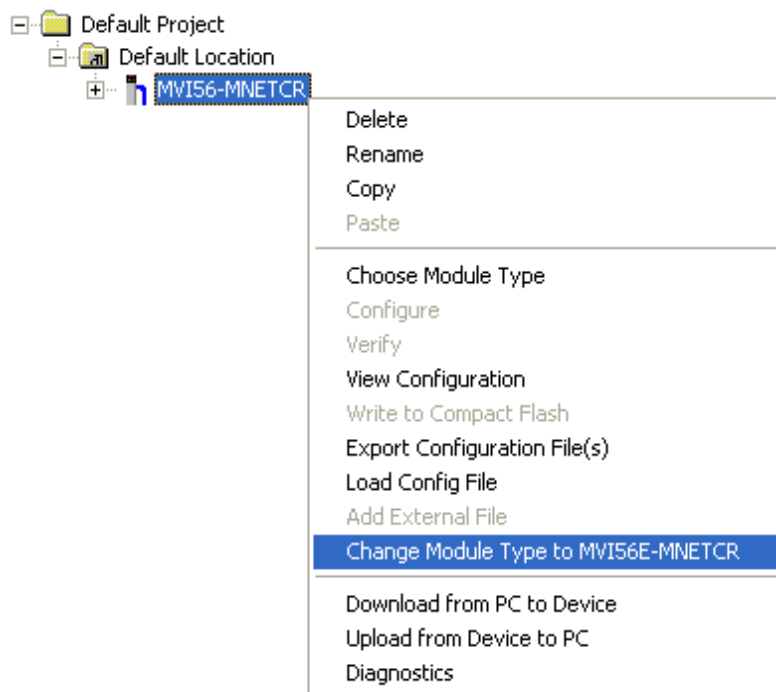 Default Project
Default Location
MVI56-MNETCR
Delete
Rename
Copy
Paste
Choose Module Type
Configure
Verify
View Configuration
Write to Compact Flash
Export Configuration File(s)
Load Config File
Add External File
Change Module Type to MVI56E-MNETCR
Download from PC to Device
Upload from Device to PC
Diagnostics